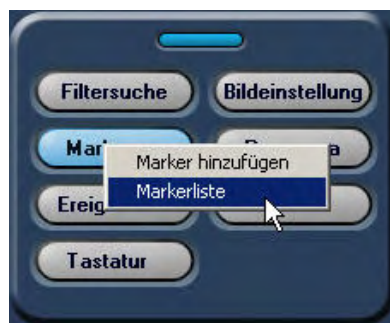 Filtersuche
Bildeinstellung
Marker hinzufügen
Markerliste
Tastatur